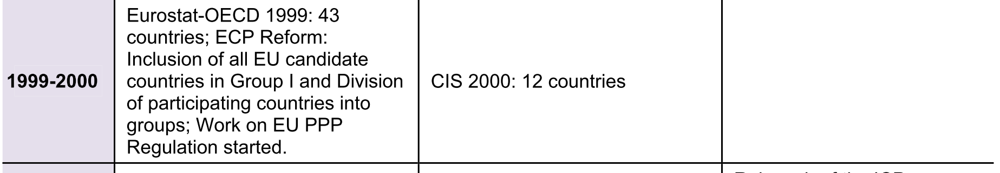 Eurostat-OECD 1999: 43
countries; ECP Reform:
Inclusion of all EU candidate
1999-2000
countries in Group I and Division
CIS 2000: 12 countries
of participating countries into
groups; Work on EU PPP
Regulation started.